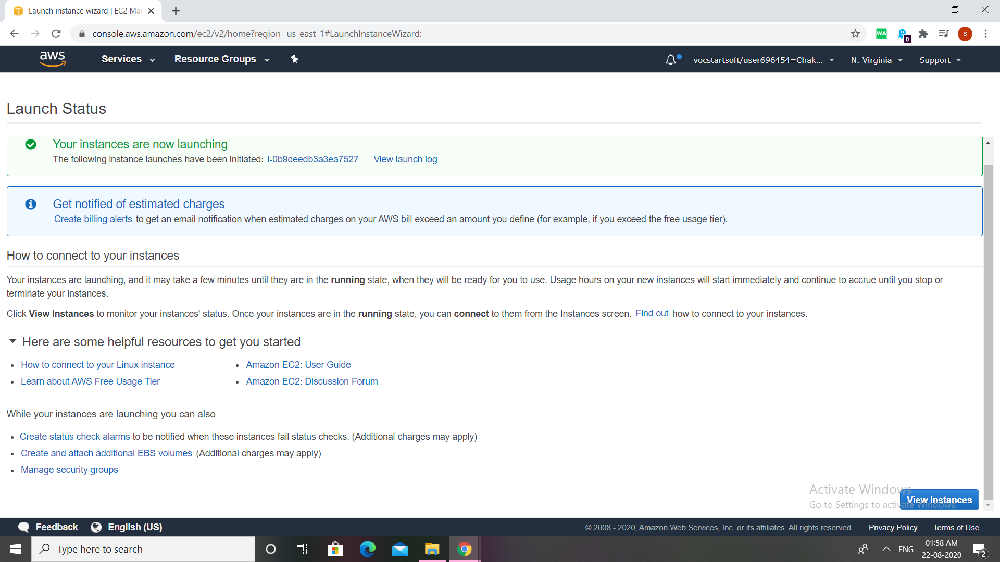 Launch instance wizard | EC2 Ma
console.aws.amazon.com/ec2/v2/home?region=us-east-1#LaunchInstanceWizard:
WA
0
s
aws
Services
Resource Groups
vocstartsoft/user696454=Chak...
N. Virginia
Support
Launch Status
Your instances are now launching
The following instance launches have been initiated: i-0b9deedb3a3ea7527 View launch log
Get notified of estimated charges
Create billing alerts to get an email notification when estimated charges on your AWS bill exceed an amount you define (for example, if you exceed the free usage tier).
How to connect to your instances
Your instances are launching, and it may take a few minutes until they are in the running state, when they will be ready for you to use. Usage hours on your new instances will start immediately and continue to accrue until you stop or
terminate your instances.
Click View Instances to monitor your instances' status. Once your instances are in the running state, you can connect to them from the Instances screen. Find out how to connect to your instances.
Here are some helpful resources to get you started
• How to connect to your Linux instance
• Amazon EC2: User Guide
• Learn about AWS Free Usage Tier
• Amazon EC2: Discussion Forum
While your instances are launching you can also
• Create status check alarms to be notified when these instances fail status checks. (Additional charges may apply)
• Create and attach additional EBS volumes (Additional charges may apply)
• Manage security groups
Activate Windows
Go to Settings to activate Windows.
View Instances
Feedback
English (US)
© 2008 - 2020, Amazon Web Services, Inc. or its affiliates. All rights reserved.
Privacy Policy
Terms of Use
Type here to search
ENG
01:58 AM
22-08-2020
2